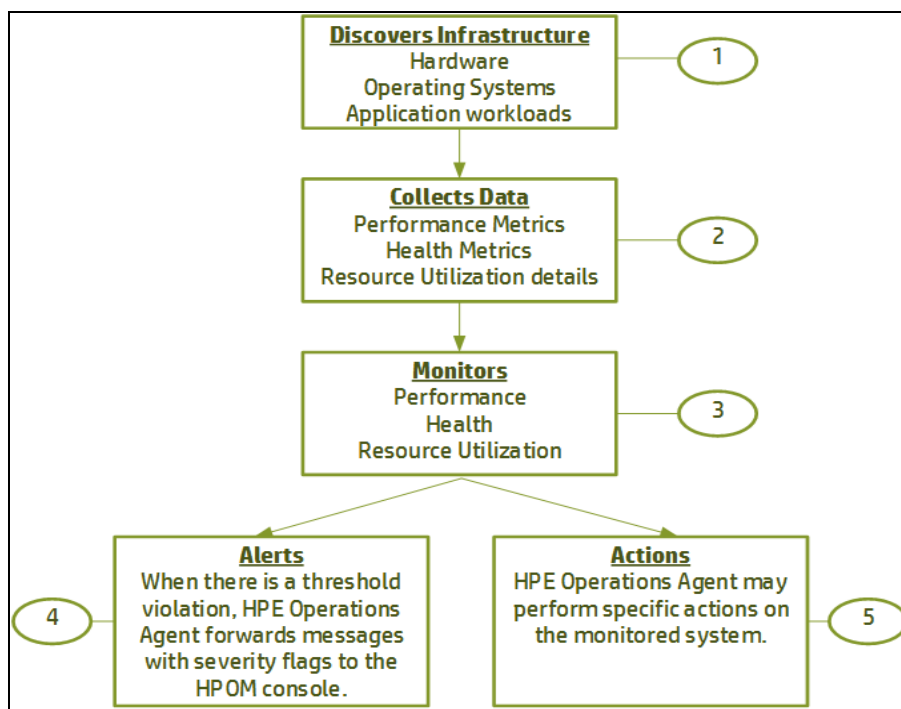 Discovers Infrastructure
Hardware
Operating Systems
Application workloads
1
Collects Data
Performance Metrics
Health Metrics
Resource Utilization details
2
Monitors
Performance
Health
Resource Utilization
3
Alerts
When there is a threshold
violation, HPE Operations
Agent forwards messages
with severity flags to the
HPOM console.
4
Actions
HPE Operations Agent may
perform specific actions on
the monitored system.
5